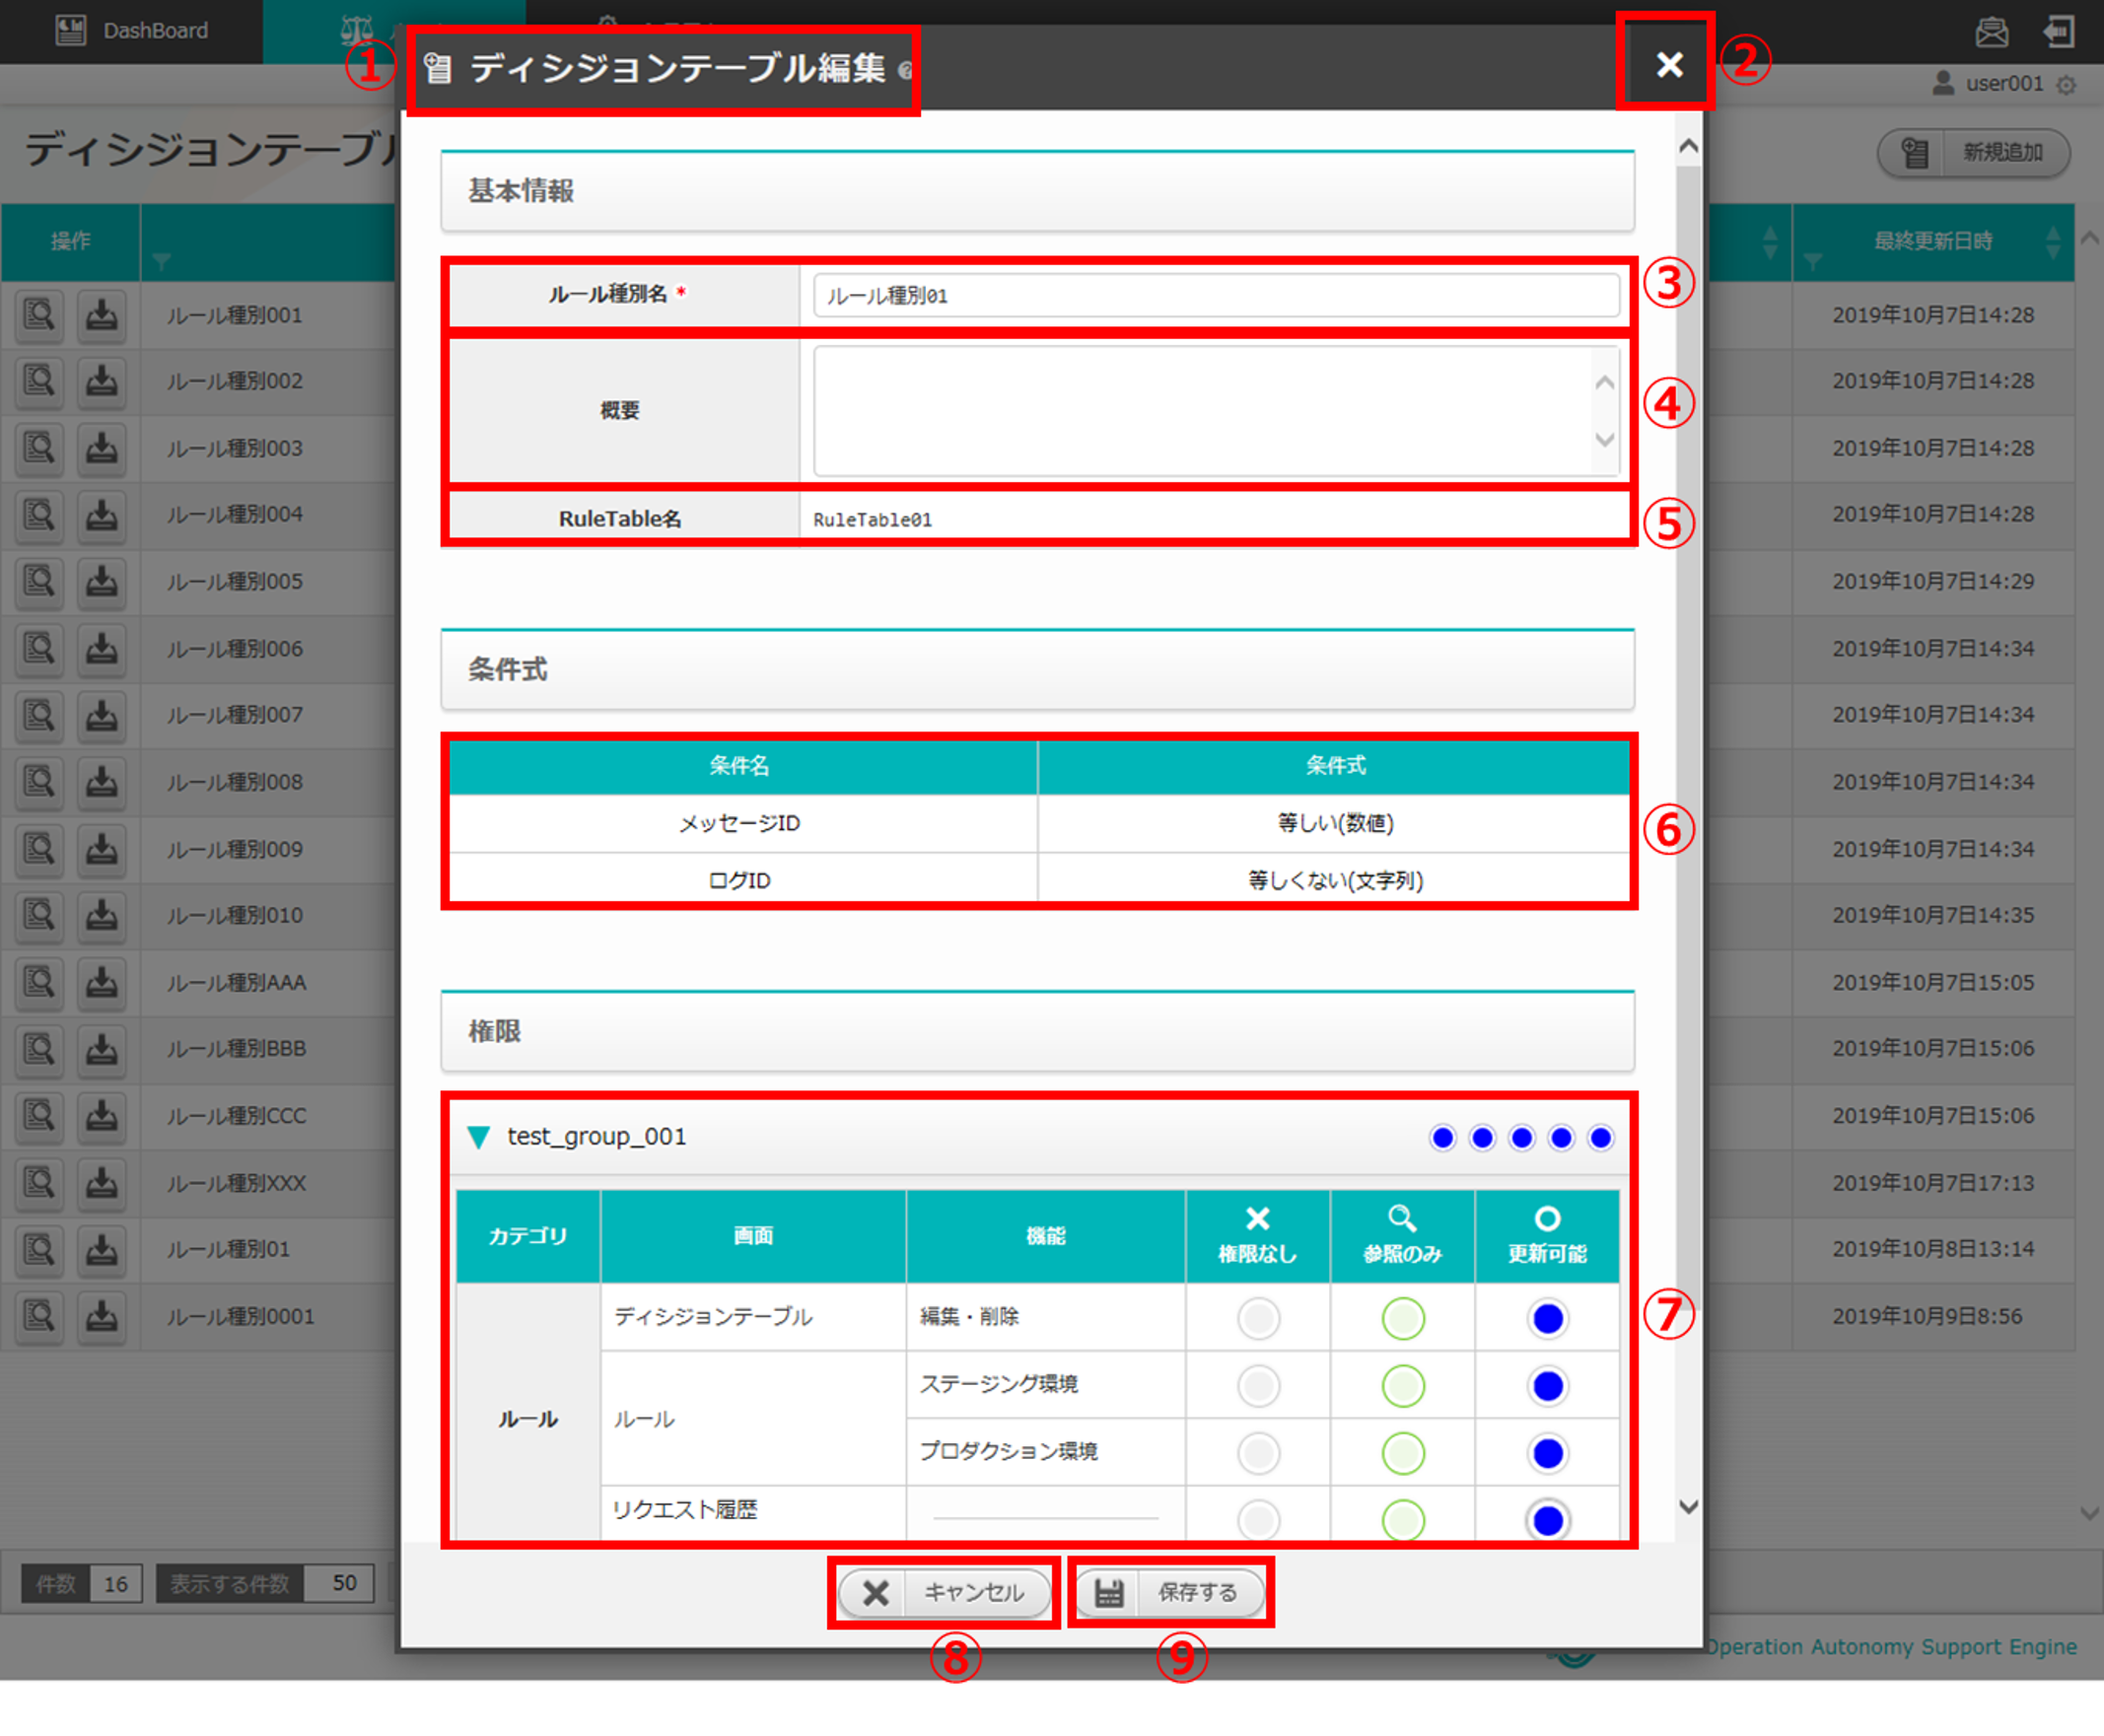 DashBoard
① ディシジョンテーブル編集
②
user001
ディシジョンテーブル
新規追加
基本情報
操作
最終更新日時
ルール種別名 * ルール種別01 ③
概要 ④
RuleTable名 RuleTable01 ⑤
条件式
条件名 条件式
メッセージID 等しい(数値)
ログID 等しくない(文字列)
⑥
権限
test_group_001
カテゴリ 画面 機能 権限なし 参照のみ 更新可能
ルール
ディシジョンテーブル 編集・削除
ルール ステージング環境
プロダクション環境
リクエスト履歴
⑦
キャンセル 保存する
⑧ ⑨
ルール種別001 2019年10月7日14:28
ルール種別002 2019年10月7日14:28
ルール種別003 2019年10月7日14:28
ルール種別004 2019年10月7日14:28
ルール種別005 2019年10月7日14:29
ルール種別006 2019年10月7日14:34
ルール種別007 2019年10月7日14:34
ルール種別008 2019年10月7日14:34
ルール種別009 2019年10月7日14:34
ルール種別010 2019年10月7日14:35
ルール種別AAA 2019年10月7日15:05
ルール種別BBB 2019年10月7日15:06
ルール種別CCC 2019年10月7日15:06
ルール種別XXX 2019年10月7日17:13
ルール種別01 2019年10月8日13:14
ルール種別0001 2019年10月9日8:56
件数 16 表示する件数 50
Operation Autonomy Support Engine